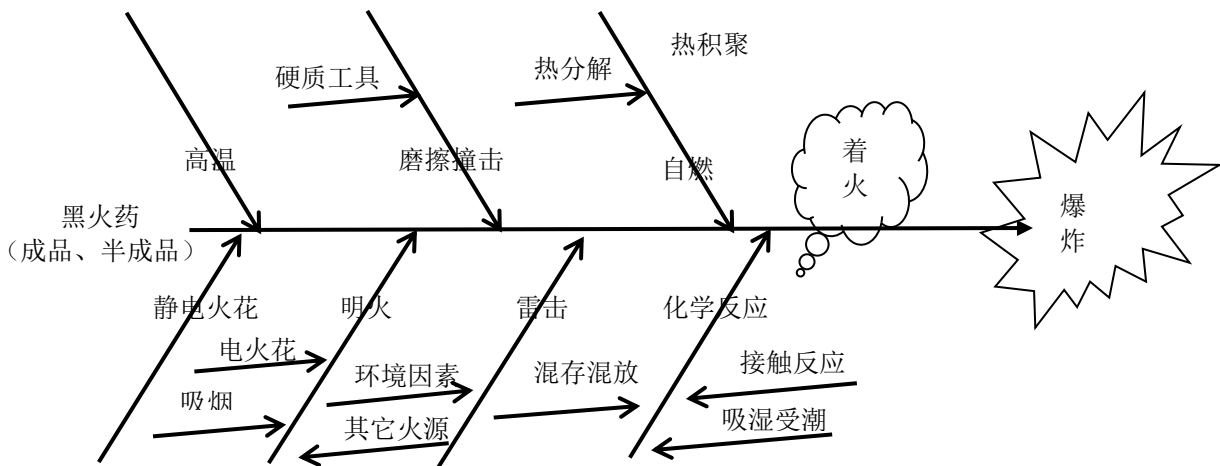 热积聚
热分解
硬质工具
高温
磨擦撞击
自燃
着
火
黑火药
（成品、半成品）
爆
炸
静电火花
明火
雷击
化学反应
电火花
环境因素
混存混放
接触反应
吸烟
其它火源
吸湿受潮